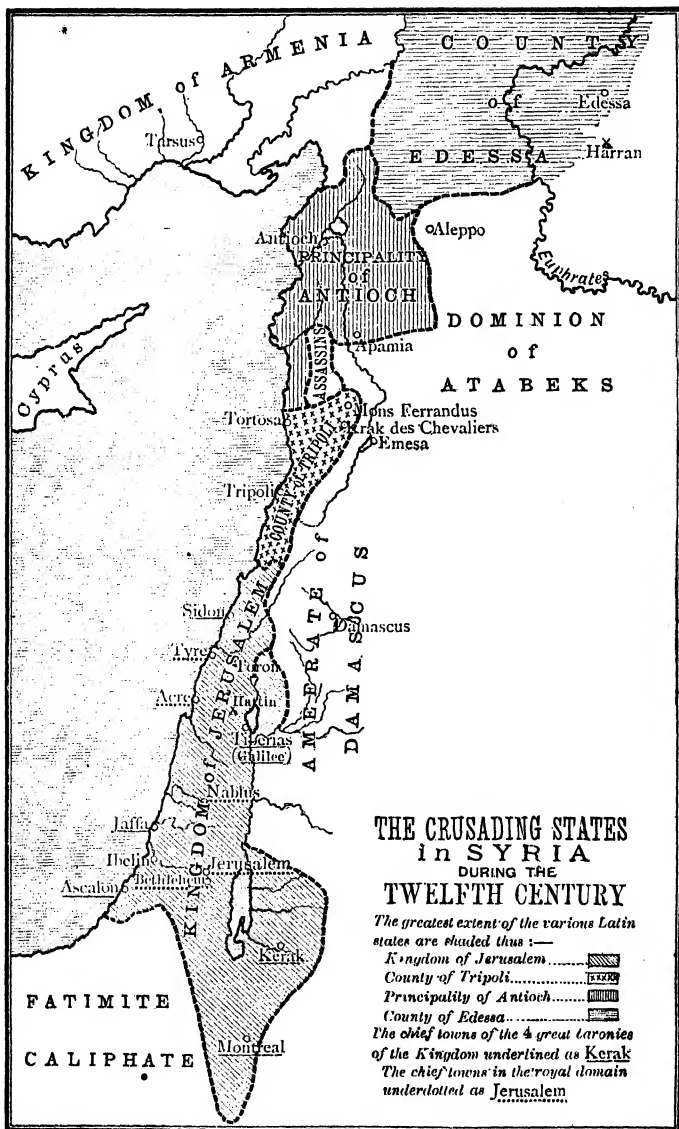 KINGDOM of ARMENIA
COUNTY
of
EDESSA
Edessa
Harran
Tarsus
Antioch
PRINCIPALITY
of
ANTIOCH
Aleppo
Euphrates
DOMINION
of
ATABEKS
Apamia
ASSASSINS
Cyprus
Tortosa
Mons Ferrandus
Krak des Chevaliers
Emesa
COUNTY of TRIPOLI
Tripoli
AMEERATE of
DAMASCUS
Damascus
Sidon
Tyre
Toron
Acre
Hattin
Tiberias
(Galilee)
KINGDOM of JERUSALEM
Nablus
Jaffa
Ibelin
Jerusalem
Bethlehem
Ascalon
Kerak
Montreal
FATIMITE
CALIPHATE
THE CRUSADING STATES
in SYRIA
DURING THE
TWELFTH CENTURY
The greatest extent of the various Latin
states are shaded thus :—
Kingdom of Jerusalem
County of Tripoli
Principality of Antioch
County of Edessa
The chief towns of the 4 great baronies
of the Kingdom underlined as Kerak
The chief towns in the royal domain
underdotted as Jerusalem